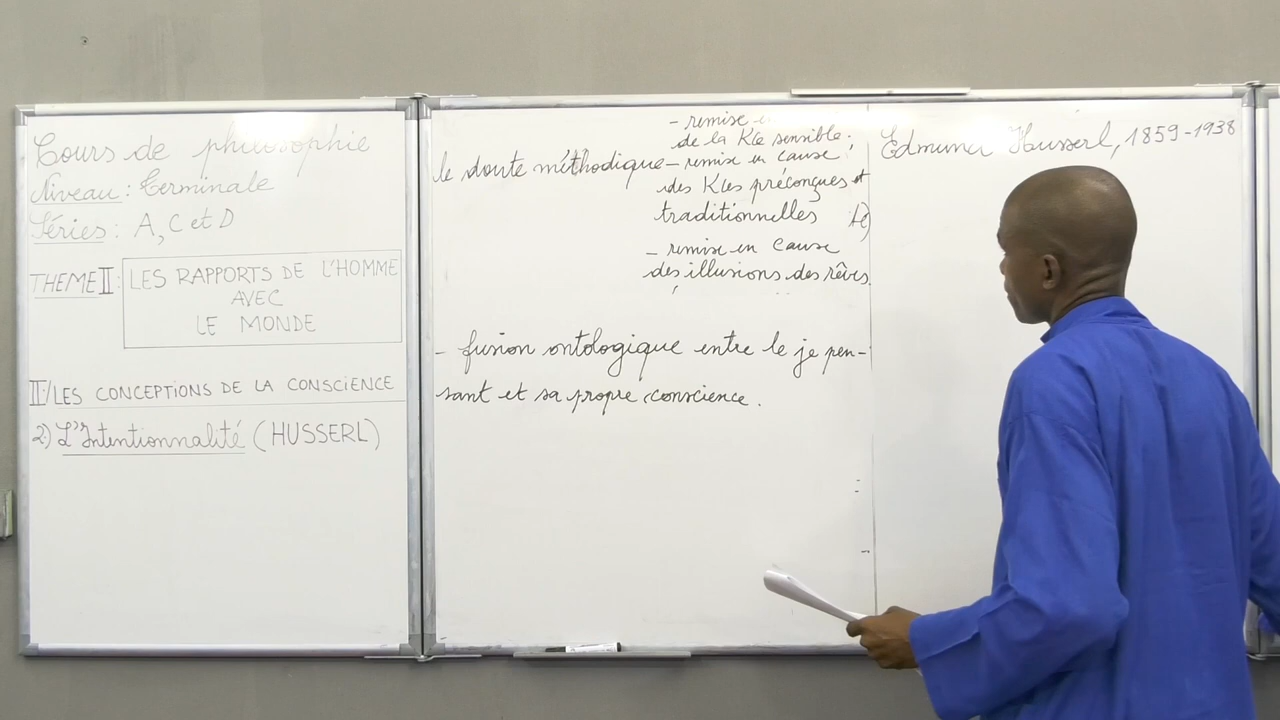 Cours de philosophie
Niveau : Terminale
Séries : A, C et D
THEME II : LES RAPPORTS DE L'HOMME
AVEC
LE MONDE
II°/ LES CONCEPTIONS DE LA CONSCIENCE
2) L'Intentionnalité (HUSSERL)
- remise
de la Kce sensible ;
le doute méthodique - remise en cause
des Kces préconçues et
traditionnelles
- remise en cause
des illusions des rêves.
- fusion ontologique entre le je pen-
sant et sa propre conscience.
Edmund Husserl, 1859-1938